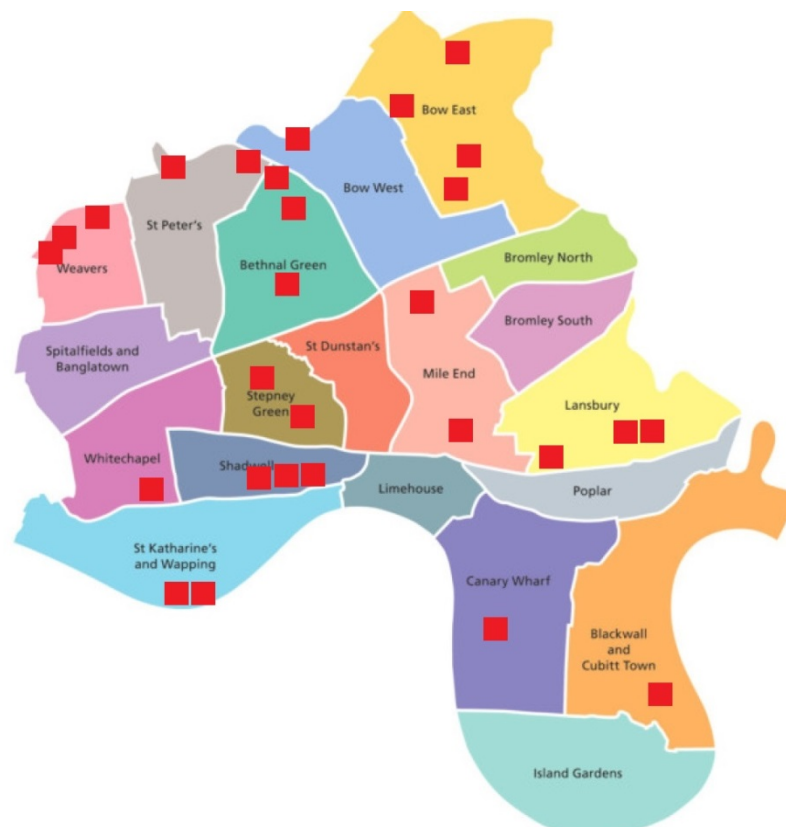 Bow East
Bow West
St Peter's
Weavers
Bethnal Green
Bromley North
Bromley South
Spitalfields and
Banglatown
St Dunstan's
Mile End
Stepney
Green
Lansbury
Whitechapel
Shadwell
Limehouse
Poplar
St Katharine's
and Wapping
Canary Wharf
Blackwall
and
Cubitt Town
Island Gardens